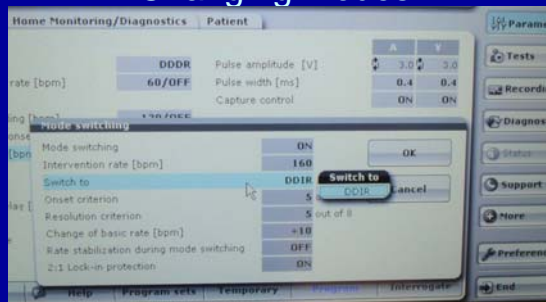 Changing Modes
Home Monitoring/Diagnostics Patient
Parame
A V
DDDR Pulse amplitude [V] 3.0 3.0
Tests
rate [bpm] 60/OFF Pulse width [ms] 0.4 0.4
Capture control ON ON
Recordi
Mode switching
Diagnos
Mode switching ON
Intervention rate [bpm] 160 OK
Status
Switch to DDIR Switch to
DDIR
Cancel
Support
Onset criterion 5
Resolution criterion 5 out of 8
More
Change of basic rate [bpm] +10
Rate stabilization during mode switching OFF
Preferenc
2:1 Lock-in protection ON
Help Program sets Temporary Program Interrogate End